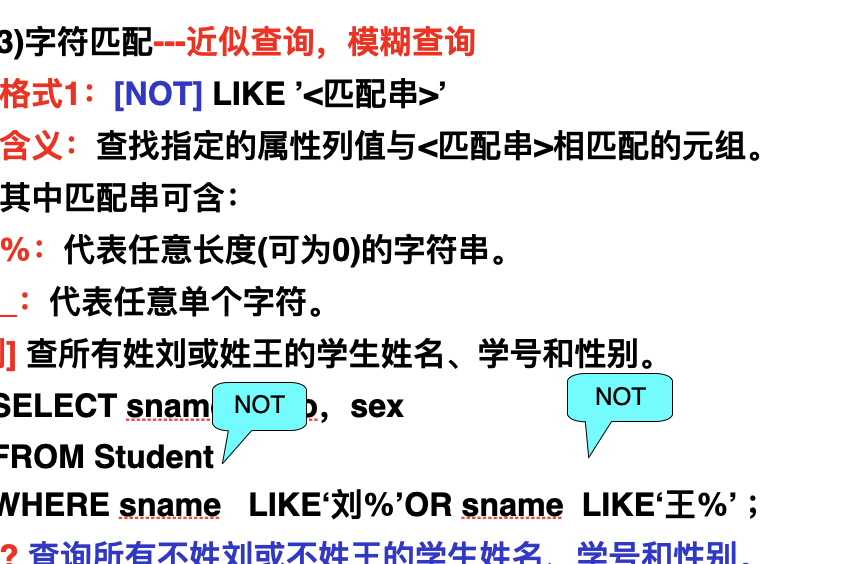 3)字符匹配---近似查询，模糊查询
格式1：[NOT] LIKE ’<匹配串>’
含义：查找指定的属性列值与<匹配串>相匹配的元组。
其中匹配串可含：
%：代表任意长度(可为0)的字符串。
_：代表任意单个字符。
] 查所有姓刘或姓王的学生姓名、学号和性别。
NOT
NOT
SELECT snam o，sex
FROM Student
WHERE sname LIKE‘刘%’OR sname LIKE‘王%’；
? 查询所有不姓刘或不姓王的学生姓名、学号和性别。